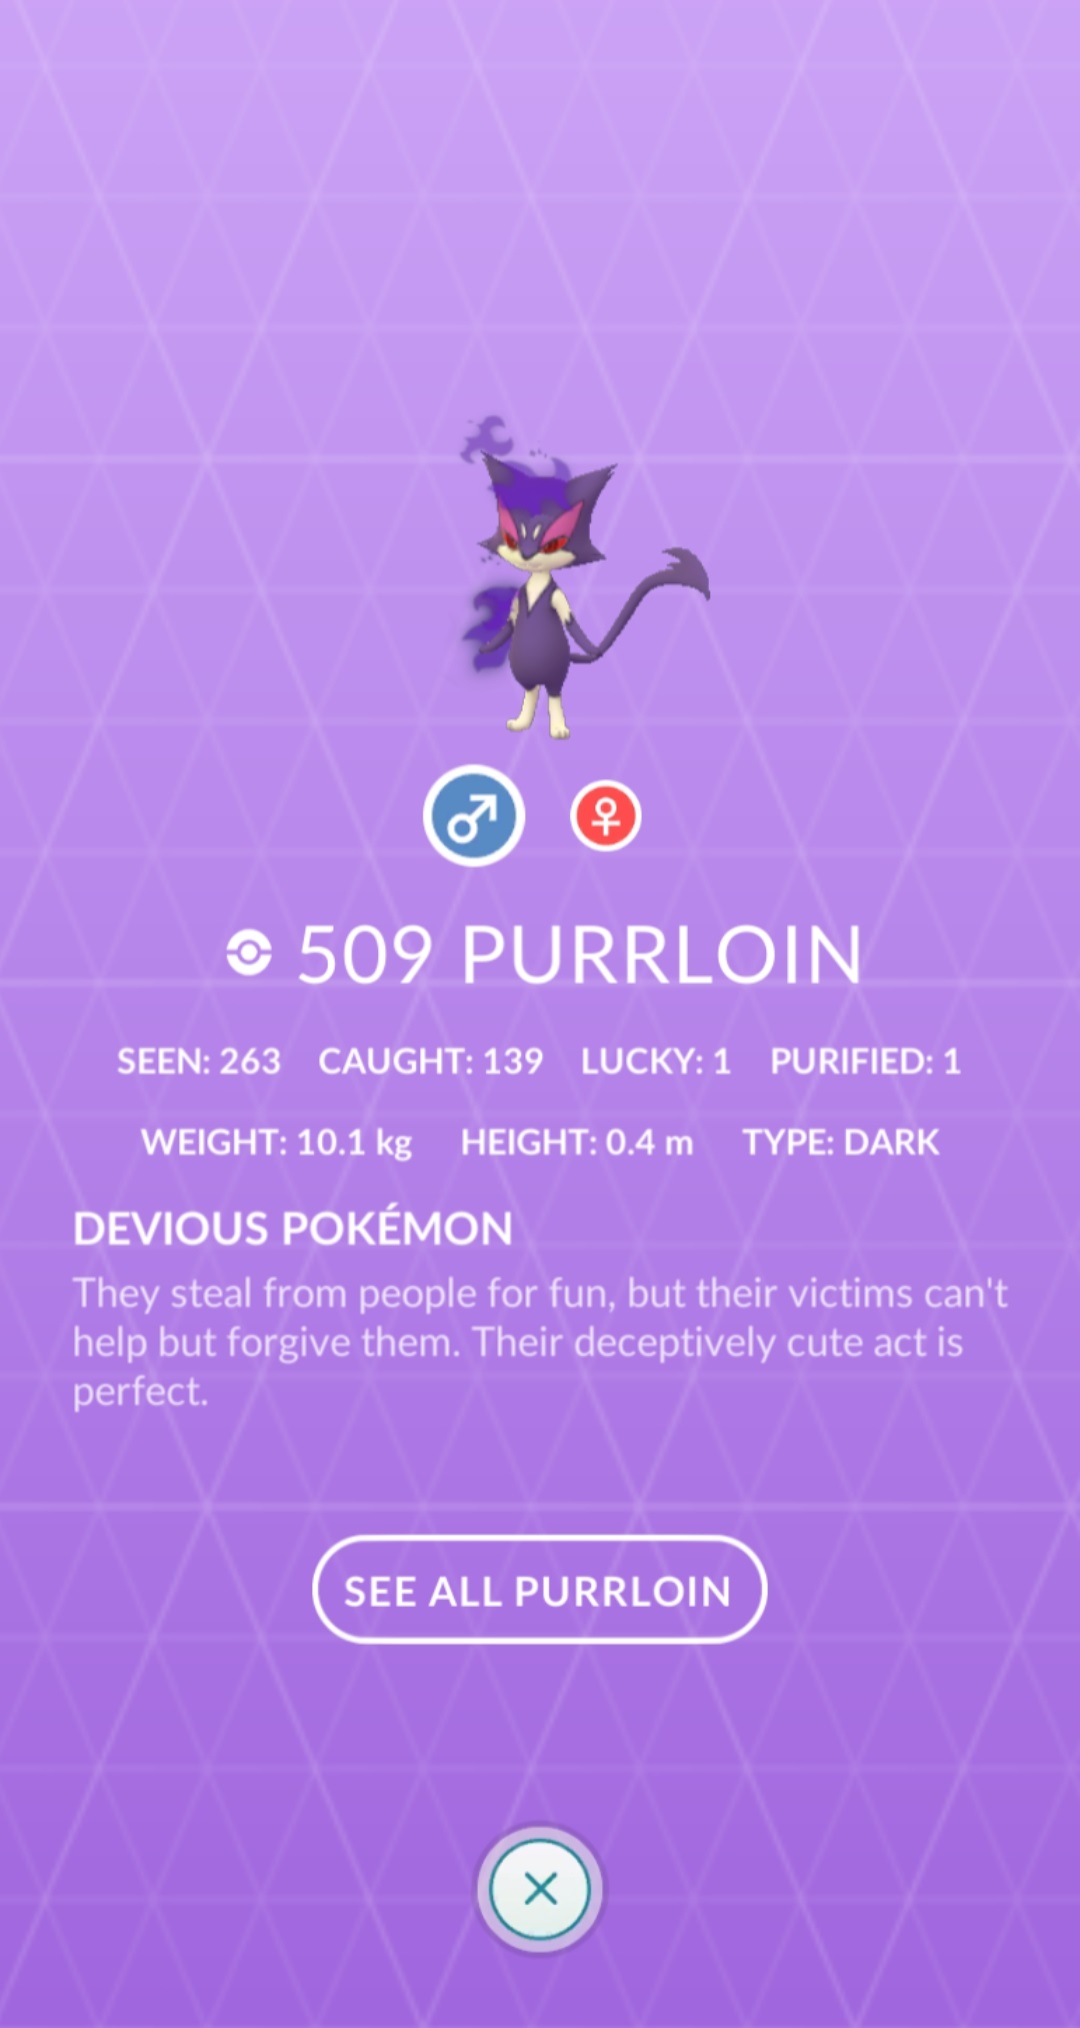 509 PURRLOIN
SEEN: 263 CAUGHT: 139 LUCKY: 1 PURIFIED: 1
WEIGHT: 10.1 kg HEIGHT: 0.4 m TYPE: DARK
DEVIOUS POKÉMON
They steal from people for fun, but their victims can't
help but forgive them. Their deceptively cute act is
perfect.
SEE ALL PURRLOIN